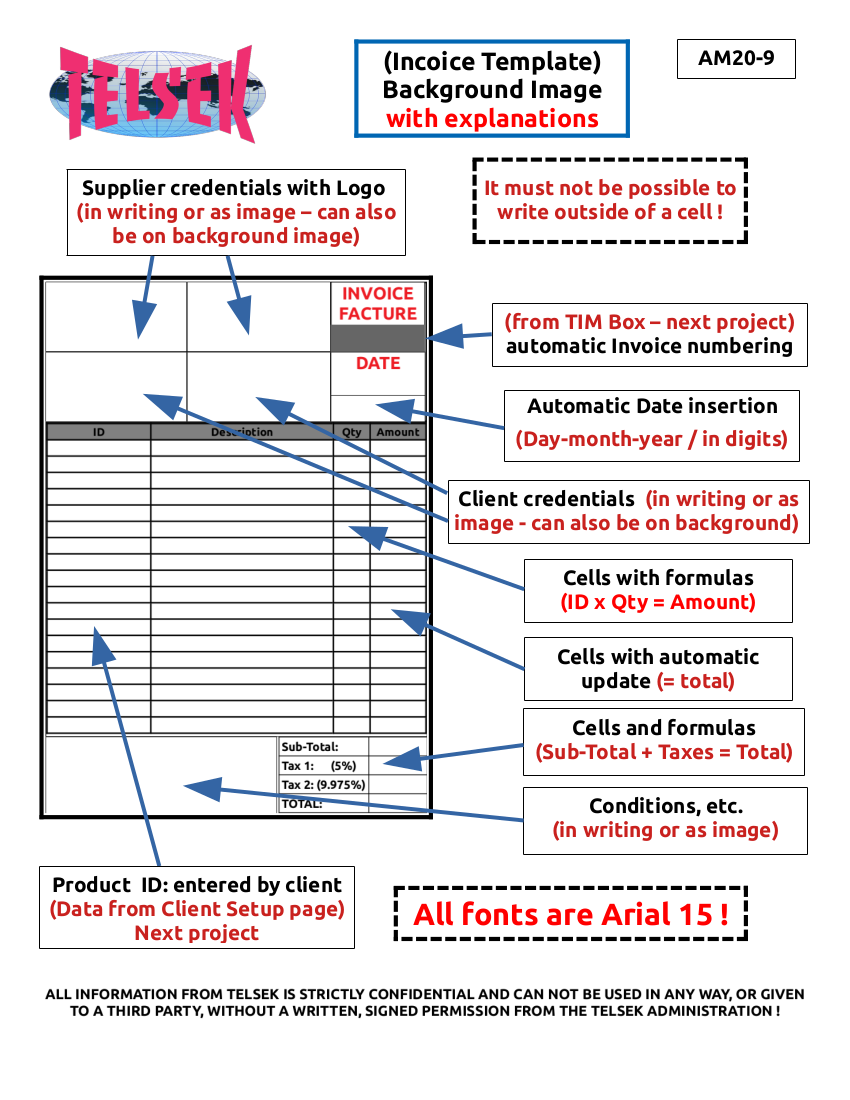 TELSEK
(Incoice Template)
Background Image
with explanations
AM20-9
Supplier credentials with Logo
(in writing or as image – can also
be on background image)
It must not be possible to
write outside of a cell !
INVOICE
FACTURE
DATE
(from TIM Box – next project)
automatic Invoice numbering
Automatic Date insertion
(Day-month-year / in digits)
ID Description Qty Amount
Client credentials (in writing or as
image - can also be on background)
Cells with formulas
(ID x Qty = Amount)
Cells with automatic
update (= total)
Cells and formulas
(Sub-Total + Taxes = Total)
Sub-Total:
Tax 1: (5%)
Tax 2: (9.975%)
TOTAL:
Conditions, etc.
(in writing or as image)
Product ID: entered by client
(Data from Client Setup page)
Next project
All fonts are Arial 15 !
ALL INFORMATION FROM TELSEK IS STRICTLY CONFIDENTIAL AND CAN NOT BE USED IN ANY WAY, OR GIVEN
TO A THIRD PARTY, WITHOUT A WRITTEN, SIGNED PERMISSION FROM THE TELSEK ADMINISTRATION !